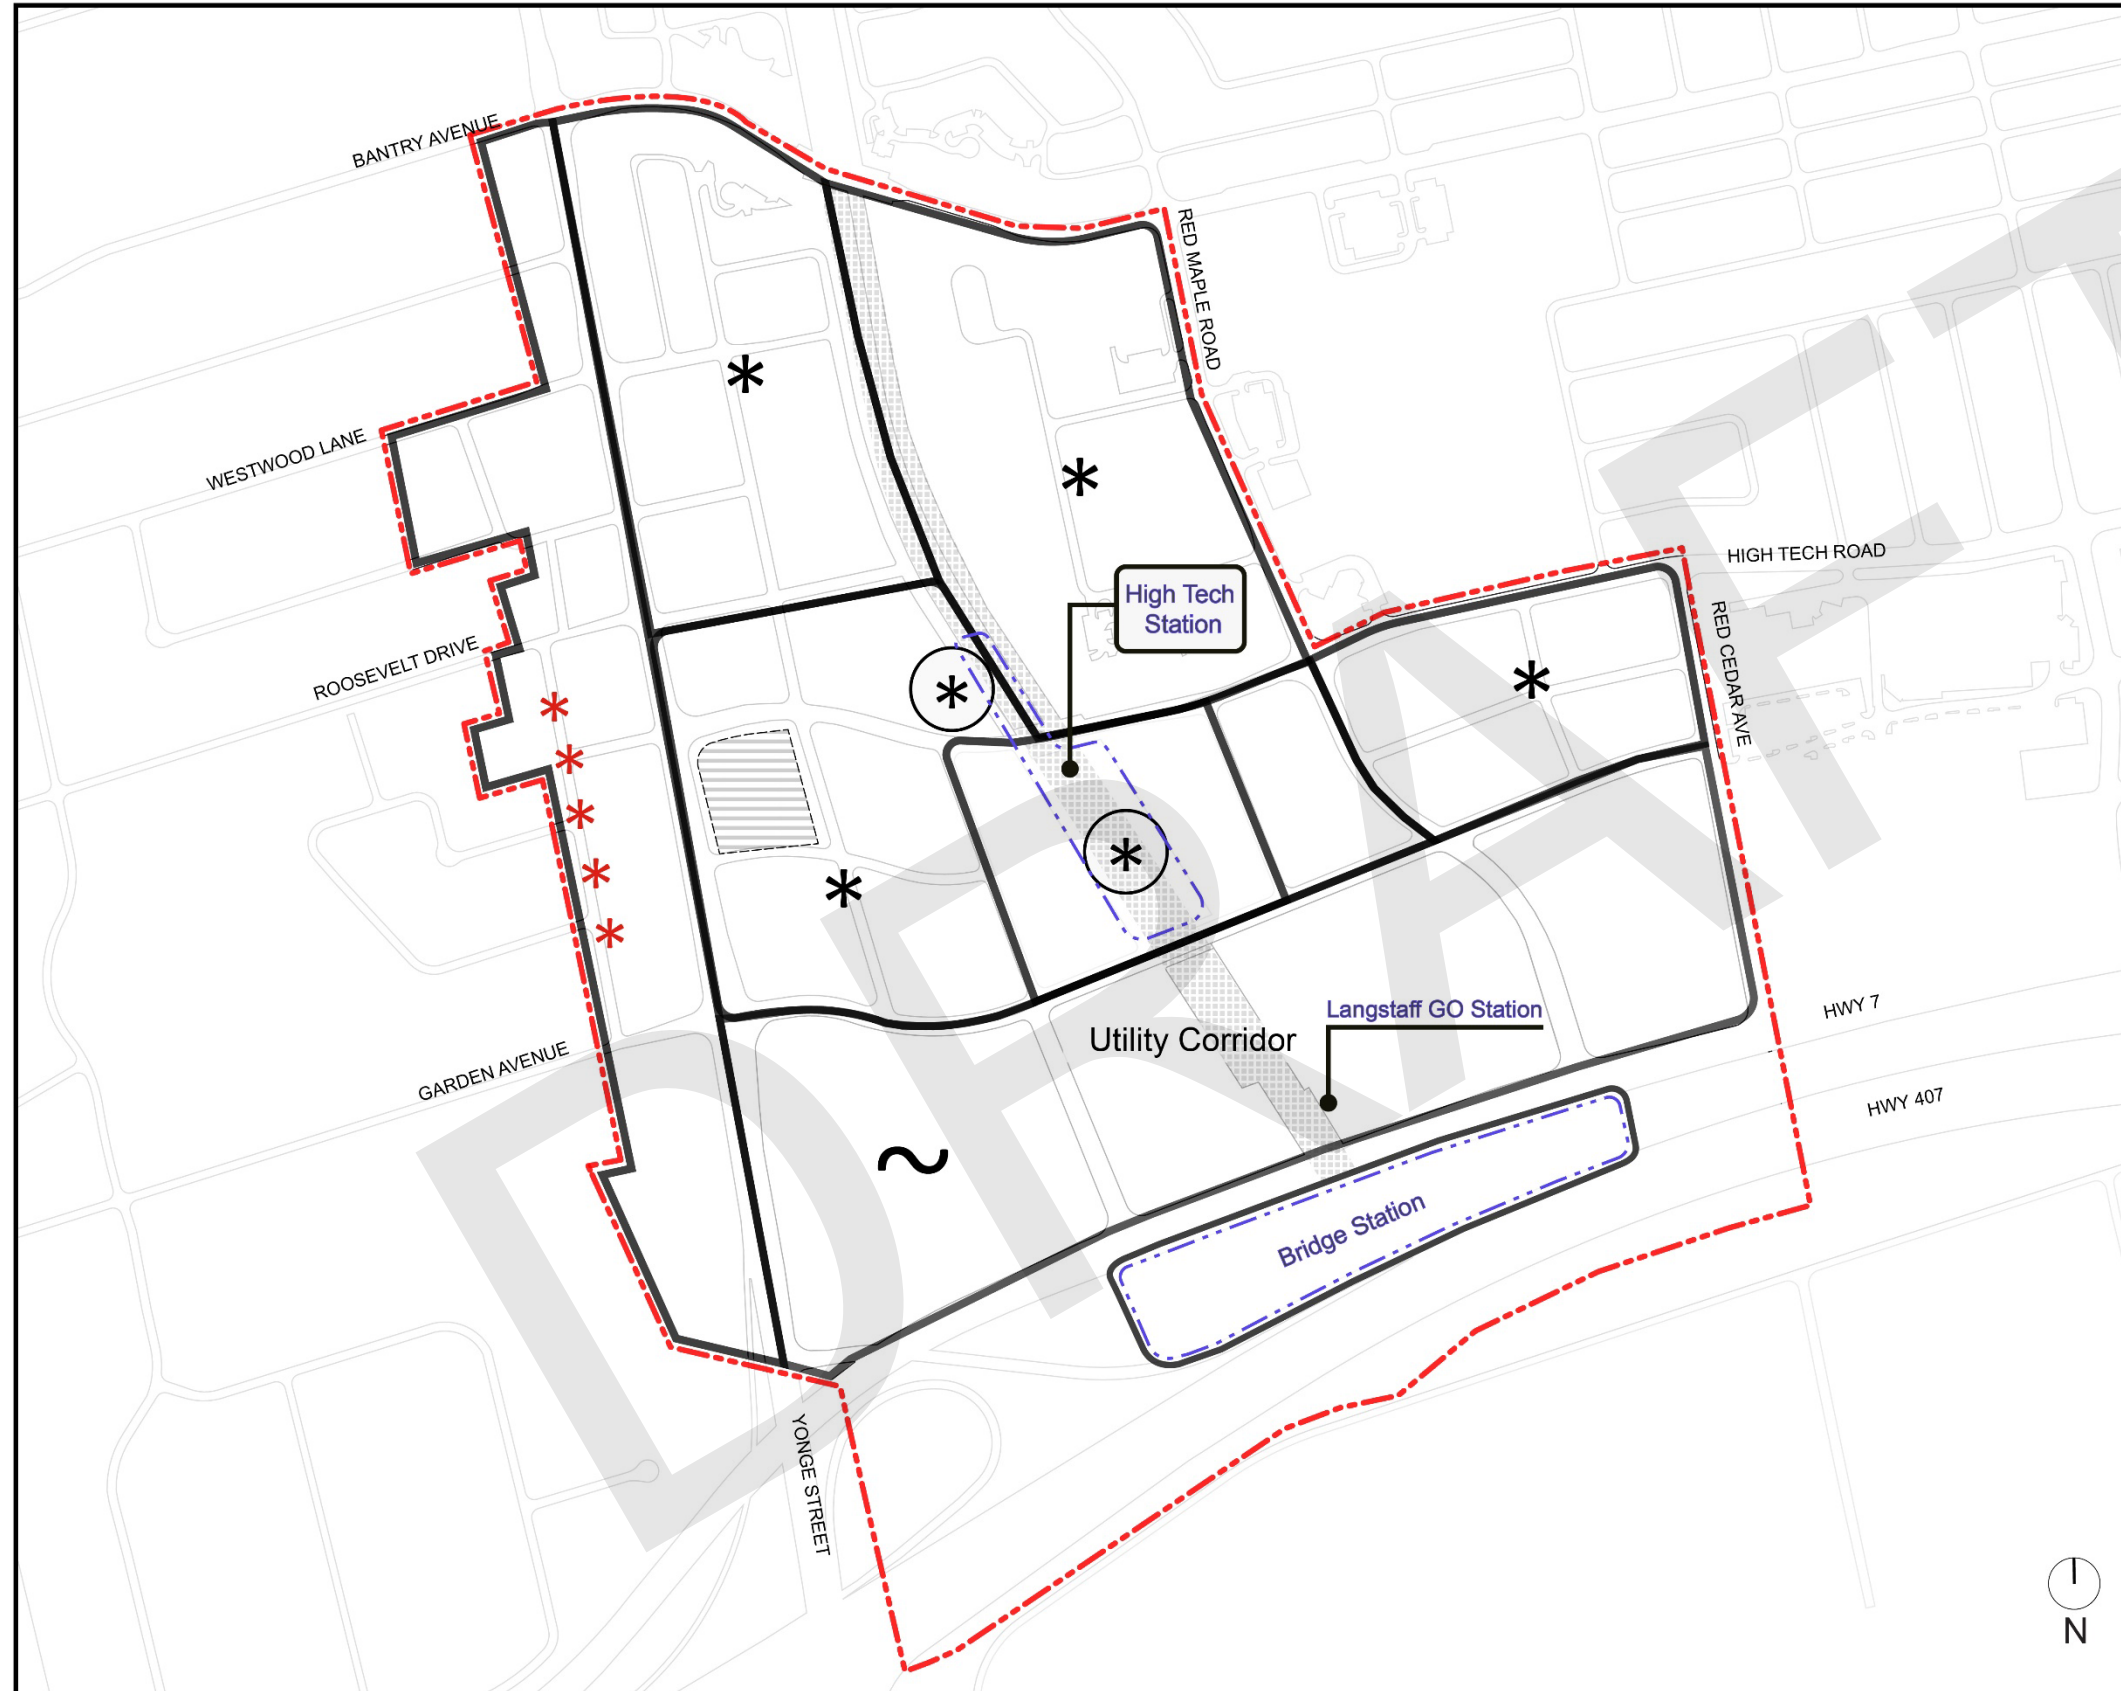 BANTRY AVENUE
RED MAPLE ROAD
WESTWOOD LANE
HIGH TECH ROAD
High Tech
Station
RED CEDAR AVE
ROOSEVELT DRIVE
HWY 7
Langstaff GO Station
Utility Corridor
GARDEN AVENUE
HWY 407
Bridge Station
YONGE STREET
DRAFT
N